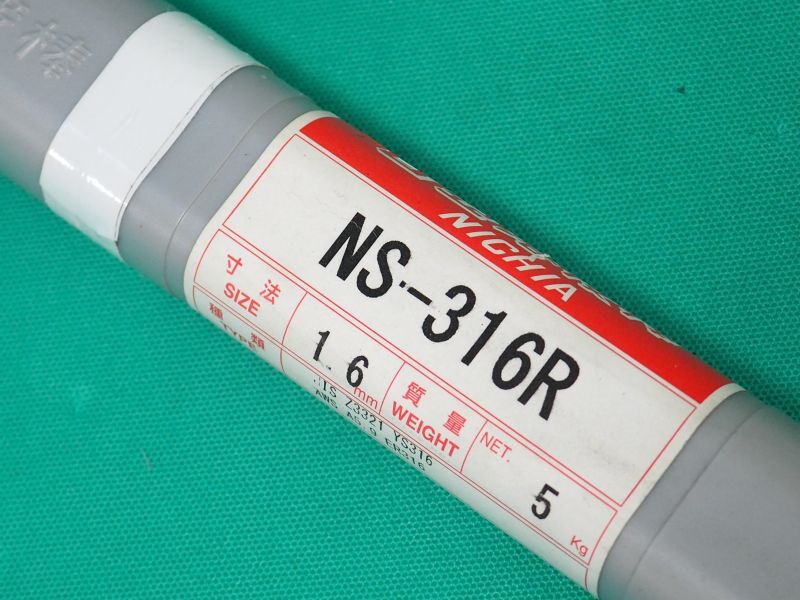 棒
NICHIA
NS-316R
寸法
SIZE
1.6
mm
質量
WEIGHT
NET.
5
Kg
種類
TYPE
JIS Z3321 YS316
AWS A5.9 ER316